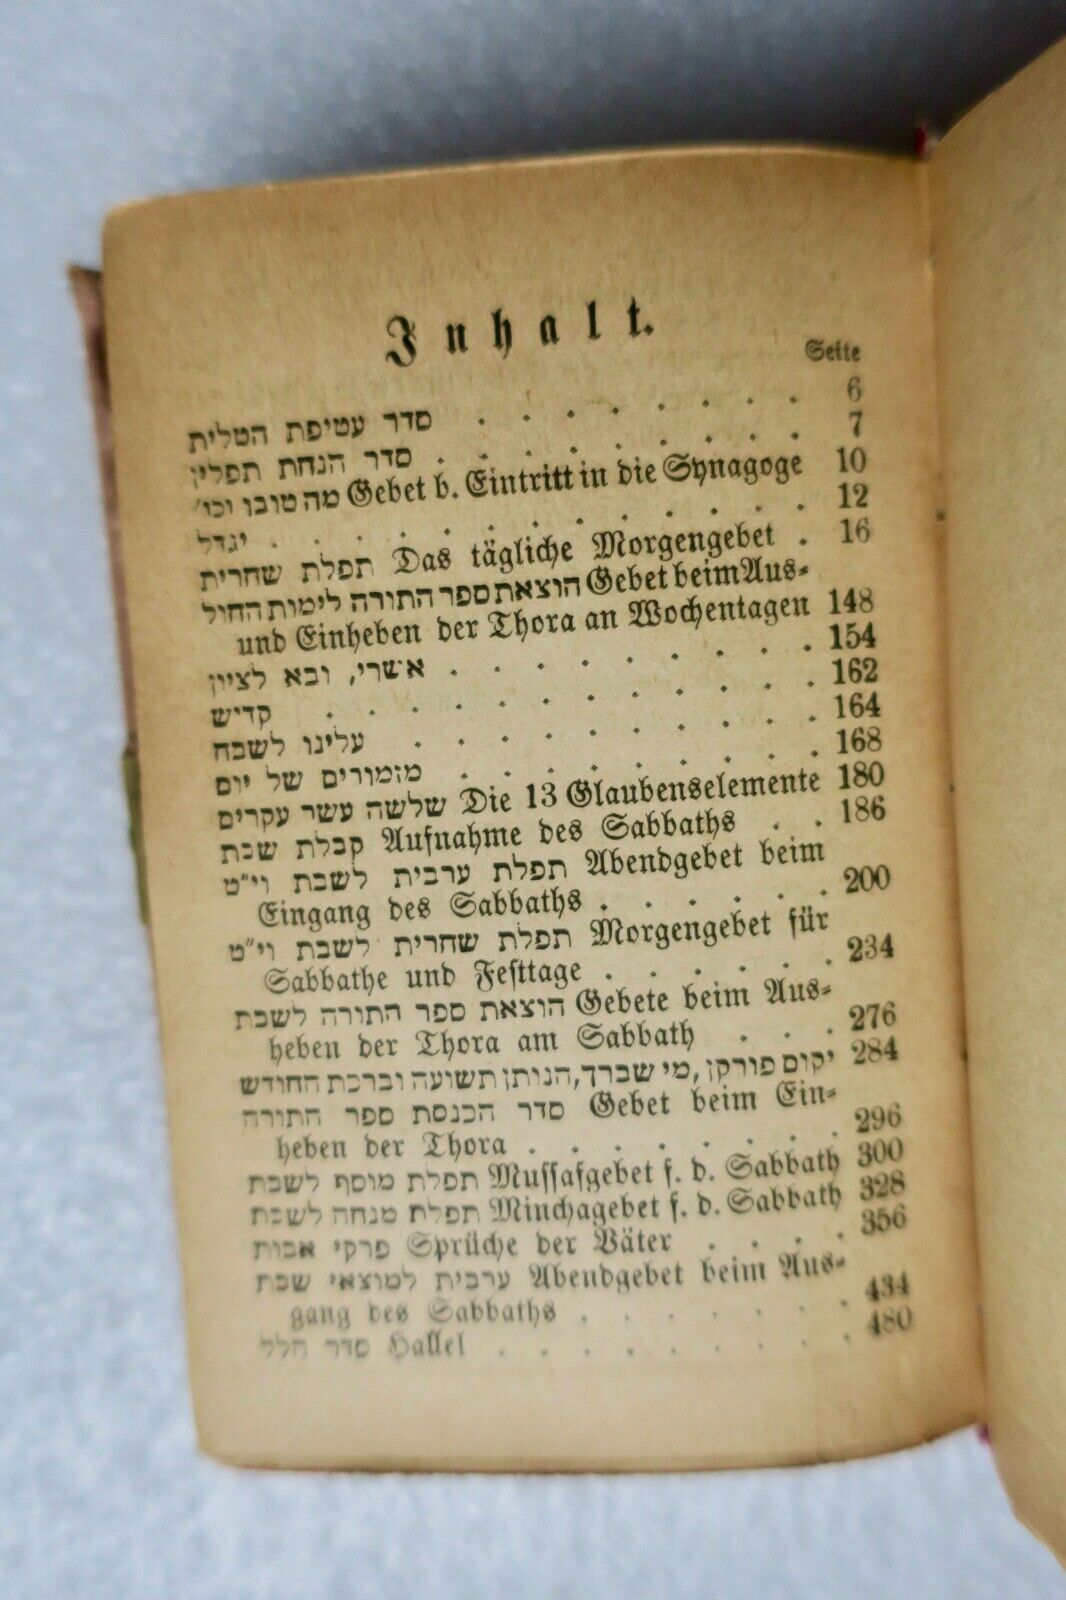 Inhalt.
Seite
סדר עטיפת הטלית . . . . . . . . 6
סדר הנחת תפלין . . . . . . . . . 7
מה טובו וכו׳ Gebet b. Eintritt in die Synagoge 10
יגדל . . . . . . . . . . . . 12
תפלת שחרית Das tägliche Morgengebet . 16
הוצאת ספר התורה לימות החול Gebet beim Aus-
und Einheben der Thora an Wochentagen 148
אשרי, ובא לציון . . . . . . . . . 154
קדיש . . . . . . . . . . . . 162
עלינו לשבח . . . . . . . . . . 164
מזמורים של יום . . . . . . . . . 168
שלשה עשר עקרים Die 13 Glaubenselemente 180
קבלת שבת Aufnahme des Sabbaths . . 186
תפלת ערבית לשבת וי״ט Abendgebet beim
Eingang des Sabbaths . . . . . . 200
תפלת שחרית לשבת וי״ט Morgengebet für
Sabbathe und Festtage . . . . . . 234
הוצאת ספר התורה לשבת Gebete beim Aus-
heben der Thora am Sabbath . . . 276
יקום פורקן, מי שברך, הנותן תשועה וברכת החודש 284
סדר הכנסת ספר התורה Gebet beim Ein-
heben der Thora . . . . . . . . 296
תפלת מוסף לשבת Mussafgebet f. d. Sabbath 300
תפלת מנחה לשבת Minchagebet f. d. Sabbath 328
פרקי אבות Sprüche der Väter . . . . 356
ערבית למוצאי שבת Abendgebet beim Aus-
gang des Sabbaths . . . . . . . 434
סדר הלל Hallel . . . . . . . . . 480